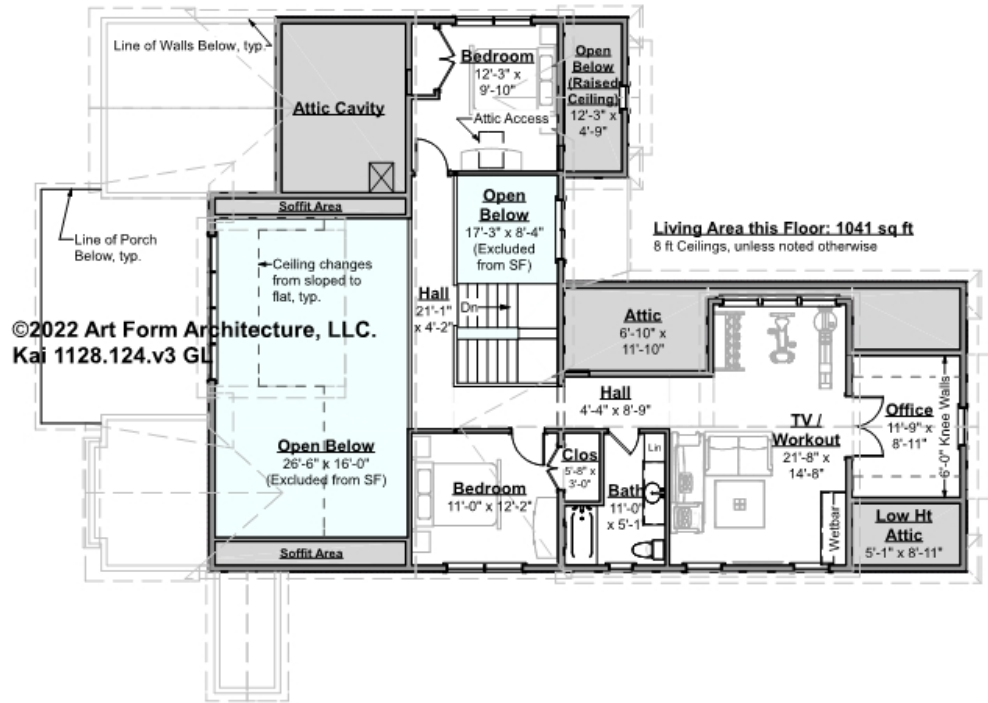 Line of Walls Below, typ.
Attic Cavity
Bedroom
12'-3" x
9'-10"
Attic Access
Open
Below
(Raised
Ceiling)
12'-3" x
4'-9"
Soffit Area
Open
Below
17'-3" x 8'-4"
(Excluded
from SF)
Living Area this Floor: 1041 sq ft
8 ft Ceilings, unless noted otherwise
Line of Porch
Below, typ.
Ceiling changes
from sloped to
flat, typ.
Hall
21'-1"
x 4'-2"
Dn
©2022 Art Form Architecture, LLC.
Kai 1128.124.v3 GL
Attic
6'-10" x
11'-10"
Hall
4'-4" x 8'-9"
TV /
Workout
21'-8" x
14'-8"
Office
11'-9" x
8'-11"
6'-0" Knee Walls
Open Below
26'-6" x 16'-0"
(Excluded from SF)
Bedroom
11'-0" x 12'-2"
Clos
5'-8" x
3'-0"
Lin
Bath
11'-0"
x 5'-1"
Wetbar
Low Ht
Attic
5'-1" x 8'-11"
Soffit Area